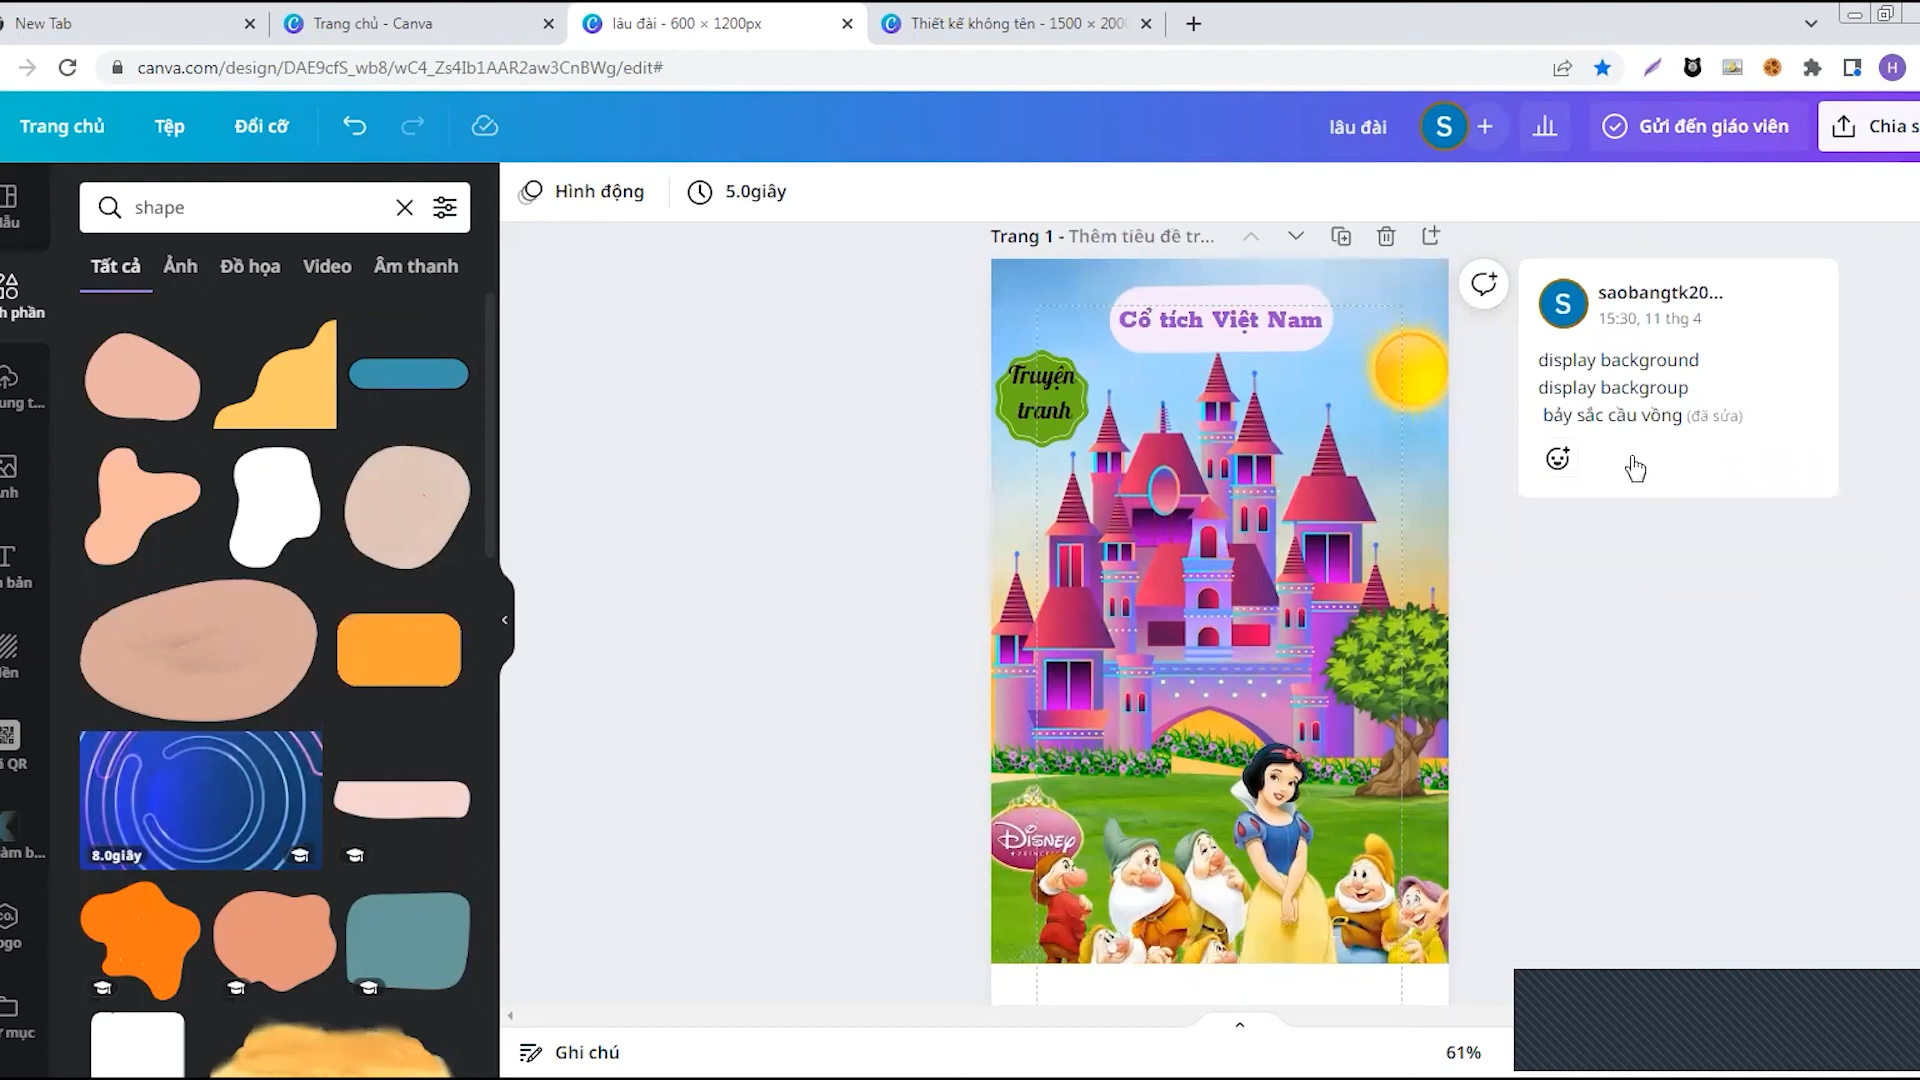 New Tab
Trang chủ - Canva
lâu đài - 600 × 1200px
Thiết kế không tên - 1500 × 200
canva.com/design/DAE9cfS_wb8/wC4_Zs4Ib1AAR2aw3CnBWg/edit#
H
Trang chủ
Tệp
Đổi cỡ
lâu đài
S
Gửi đến giáo viên
Chia s
shape
Hình động
5.0giây
Trang 1 - Thêm tiêu đề tr...
Tất cả
Ảnh
Đồ họa
Video
Âm thanh
h phần
Cổ tích Việt Nam
Truyện
tranh
S
saobangtk20...
15:30, 11 thg 4
display background
display backgroup
bảy sắc cầu vồng (đã sửa)
DISNEY
PRINCESS
8.0giây
Ghi chú
61%